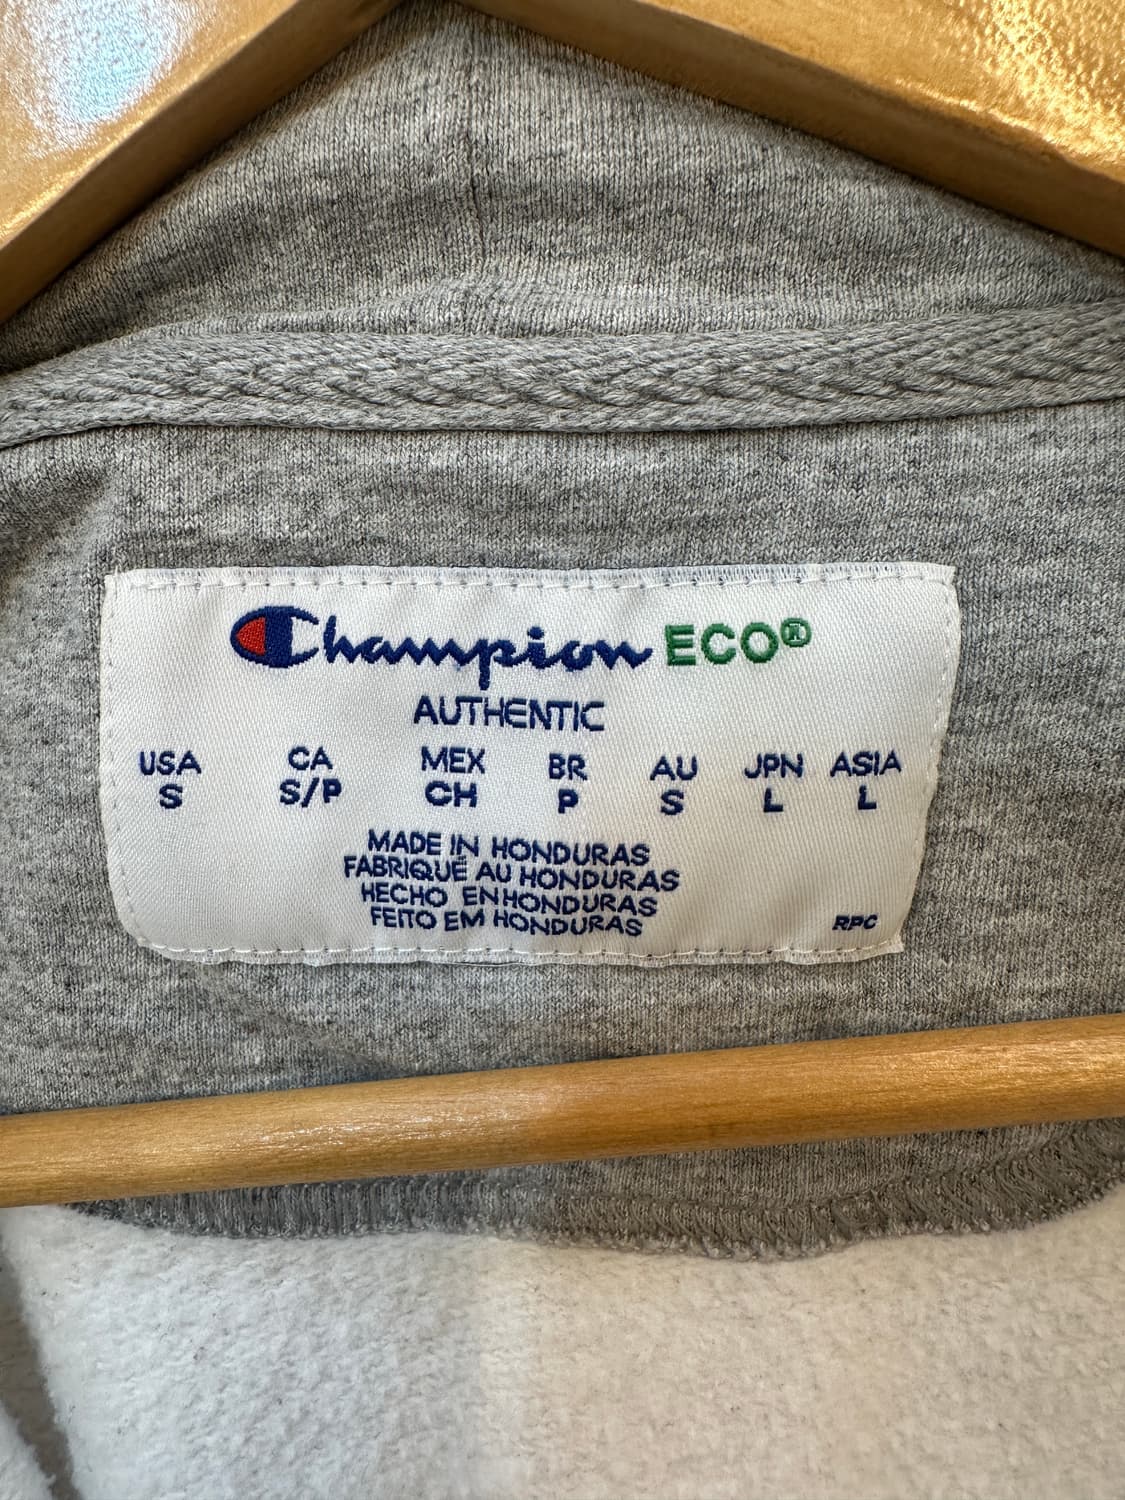 Champion ECO®
AUTHENTIC
USA CA MEX BR AU JPN ASIA
S S/P CH P S L L
MADE IN HONDURAS
FABRIQUÉ AU HONDURAS
HECHO EN HONDURAS
FEITO EM HONDURAS
RPC